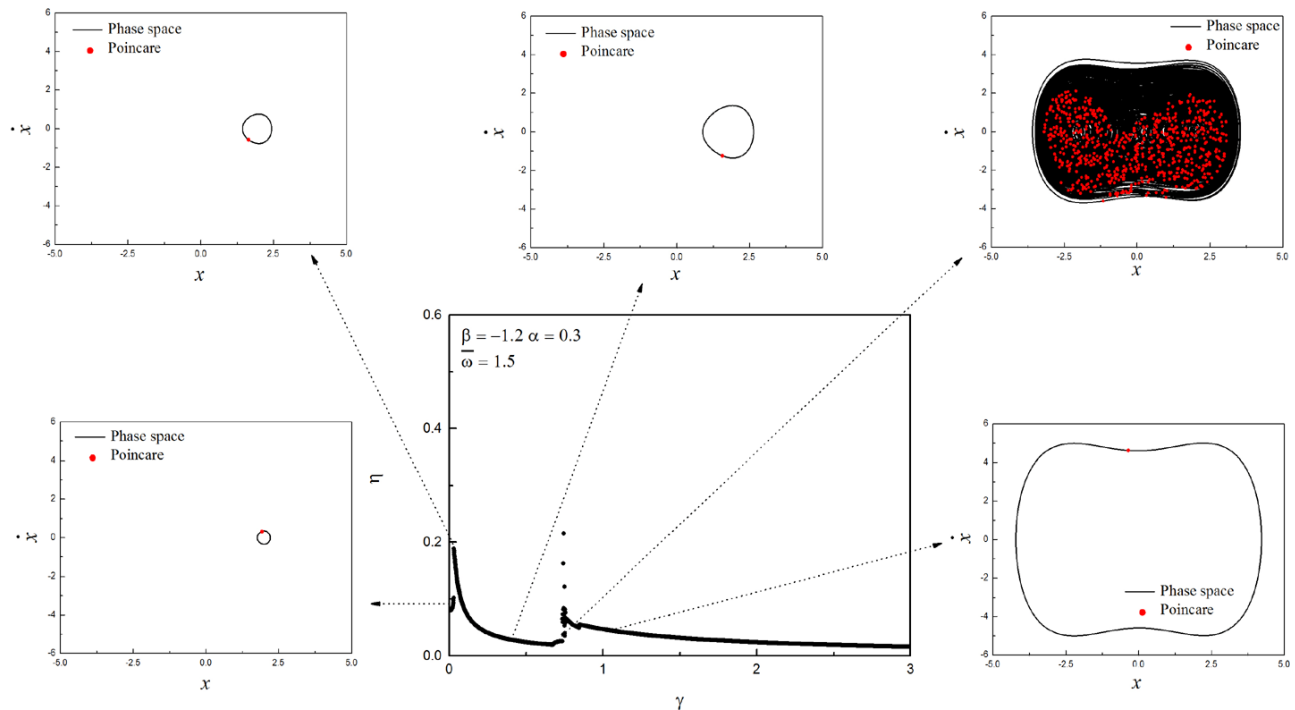 Phase space
Poincare
6
4
2
0
-2
-4
-6
-5.0
-2.5
0.0
2.5
5.0
ẋ
x
Phase space
Poincare
6
4
2
0
-2
-4
-6
-5.0
-2.5
0.0
2.5
5.0
ẋ
x
Phase space
Poincare
6
4
2
0
-2
-4
-6
-5.0
-2.5
0.0
2.5
5.0
ẋ
x
Phase space
Poincare
6
4
2
0
-2
-4
-6
-5.0
-2.5
0.0
2.5
5.0
ẋ
x
β = −1.2 α = 0.3
ω̅ = 1.5
0.6
0.4
0.2
0.0
0
1
2
3
η
γ
Phase space
Poincare
6
4
2
0
-2
-4
-6
-5.0
-2.5
0.0
2.5
5.0
ẋ
x